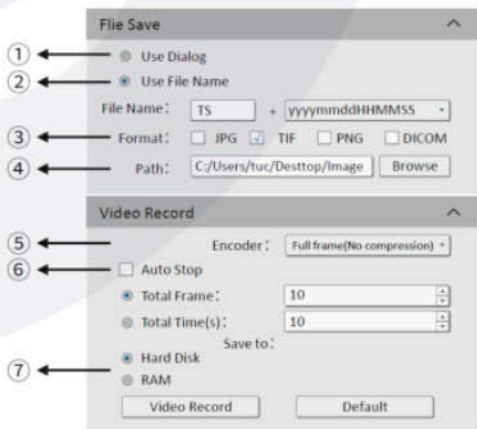 Flie Save
① Use Dialog
② Use File Name
File Name: TS + yyyymmddHHMMSS
③ Format: JPG TIF PNG DICOM
④ Path: C:/Users/tuc/Desttop/Image Browse
Video Record
⑤ Encoder: Full frame(No compression)
⑥ Auto Stop
Total Frame: 10
Total Time(s): 10
Save to:
Hard Disk
⑦ RAM
Video Record Default